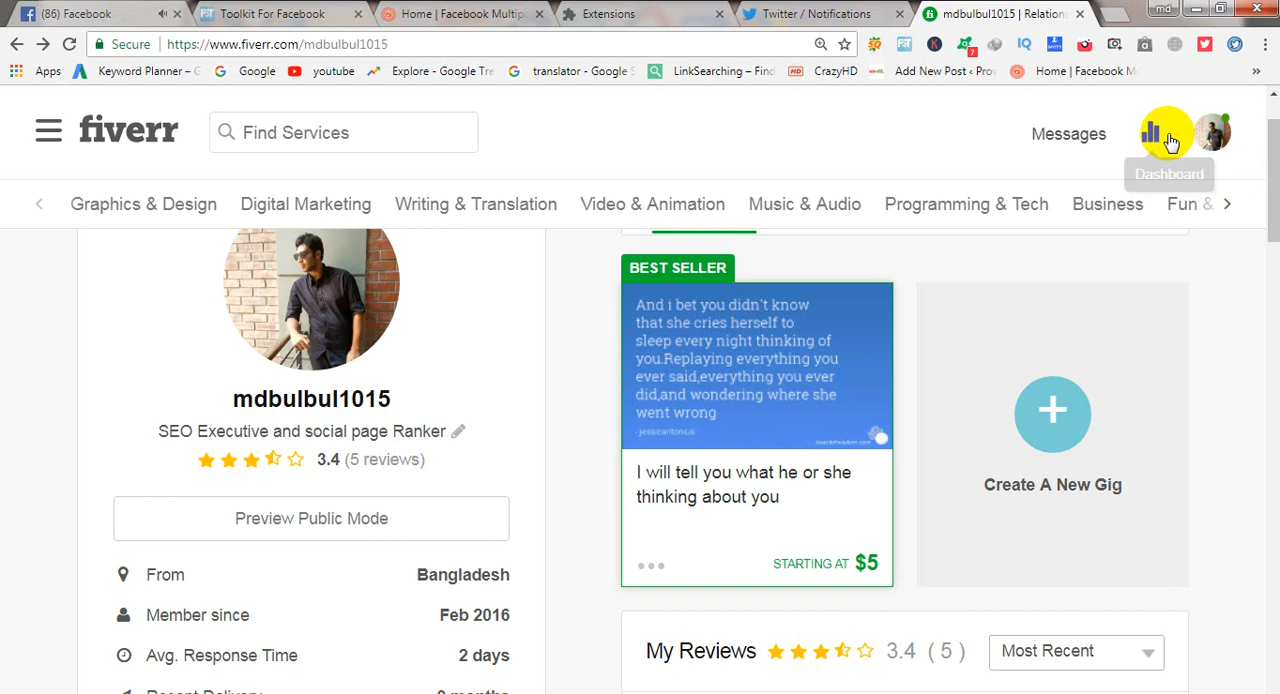 (86) Facebook
Toolkit For Facebook
Home | Facebook Multip
Extensions
Twitter / Notifications
mdbulbul1015 | Relation
md
Secure
https://www.fiverr.com/mdbulbul1015
Apps
Keyword Planner – G
Google
youtube
Explore - Google Tre
translator - Google S
LinkSearching – Find
CrazyHD
Add New Post ‹ Prov
Home | Facebook M
fiverr
Find Services
Messages
Dashboard
Graphics & Design
Digital Marketing
Writing & Translation
Video & Animation
Music & Audio
Programming & Tech
Business
Fun &
BEST SELLER
And i bet you didn't know
that she cries herself to
sleep every night thinking of
you.Replaying everything you
ever said,everything you ever
did,and wondering where she
went wrong
- jessicantonius
I will tell you what he or she
thinking about you
STARTING AT $5
+
Create A New Gig
mdbulbul1015
SEO Executive and social page Ranker
3.4 (5 reviews)
Preview Public Mode
From Bangladesh
Member since Feb 2016
Avg. Response Time 2 days
My Reviews 3.4 ( 5 )
Most Recent